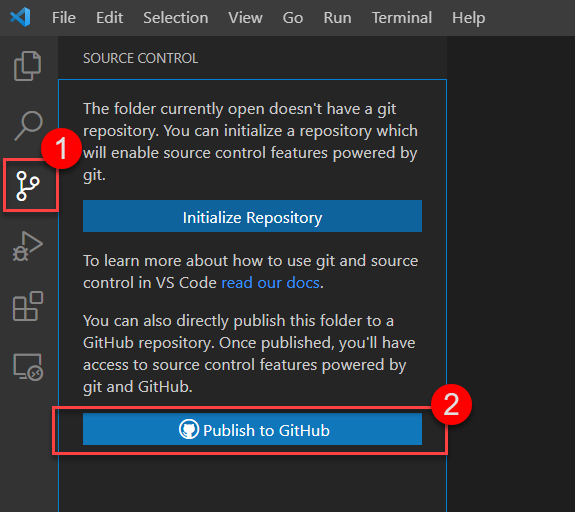 File Edit Selection View Go Run Terminal Help
SOURCE CONTROL
The folder currently open doesn't have a git
repository. You can initialize a repository which
will enable source control features powered by
git.
1
Initialize Repository
To learn more about how to use git and source
control in VS Code read our docs.
You can also directly publish this folder to a
GitHub repository. Once published, you'll have
access to source control features powered by
git and GitHub.
2
Publish to GitHub